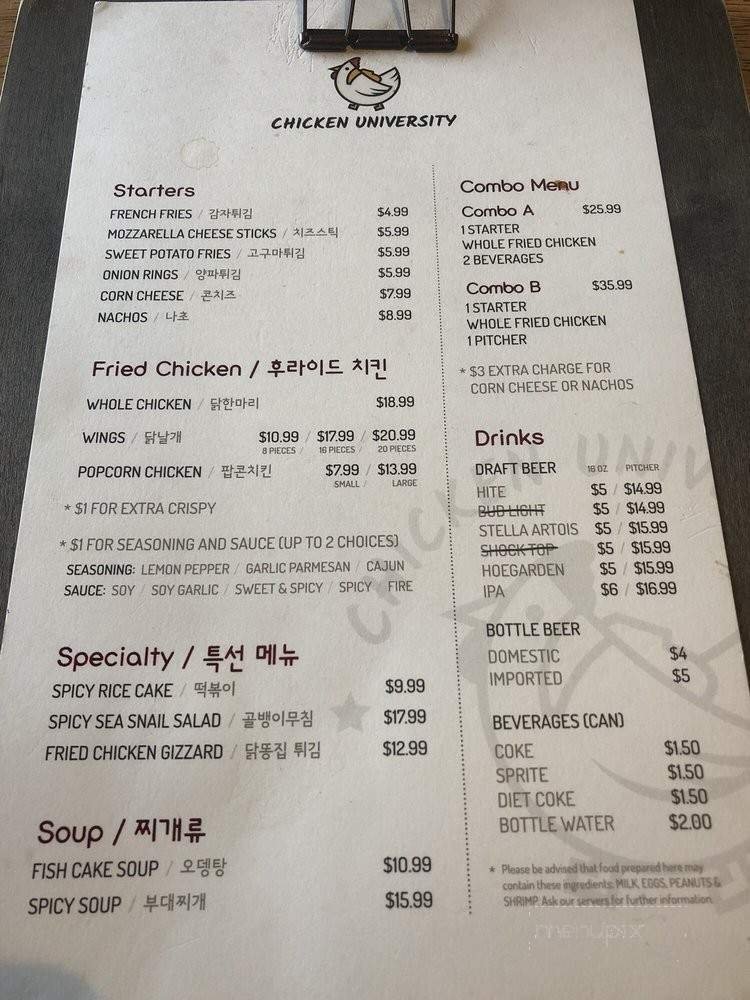 CHICKEN UNIVERSITY
Starters
FRENCH FRIES / 감자튀김 $4.99
MOZZARELLA CHEESE STICKS / 치즈스틱 $5.99
SWEET POTATO FRIES / 고구마튀김 $5.99
ONION RINGS / 양파튀김 $5.99
CORN CHEESE / 콘치즈 $7.99
NACHOS / 나초 $8.99
Fried Chicken / 후라이드 치킨
WHOLE CHICKEN / 닭한마리 $18.99
WINGS / 닭날개 $10.99 / $17.99 / $20.99
8 PIECES / 16 PIECES / 20 PIECES
POPCORN CHICKEN / 팝콘치킨 $7.99 / $13.99
SMALL / LARGE
* $1 FOR EXTRA CRISPY
* $1 FOR SEASONING AND SAUCE (UP TO 2 CHOICES)
SEASONING: LEMON PEPPER / GARLIC PARMESAN / CAJUN
SAUCE: SOY / SOY GARLIC / SWEET & SPICY / SPICY / FIRE
Specialty / 특선 메뉴
SPICY RICE CAKE / 떡볶이 $9.99
SPICY SEA SNAIL SALAD / 골뱅이무침 $17.99
FRIED CHICKEN GIZZARD / 닭똥집 튀김 $12.99
Soup / 찌개류
FISH CAKE SOUP / 오뎅탕 $10.99
SPICY SOUP / 부대찌개 $15.99
Combo Menu
Combo A $25.99
1 STARTER
WHOLE FRIED CHICKEN
2 BEVERAGES
Combo B $35.99
1 STARTER
WHOLE FRIED CHICKEN
1 PITCHER
* $3 EXTRA CHARGE FOR
CORN CHEESE OR NACHOS
Drinks
DRAFT BEER 16 OZ / PITCHER
HITE $5 / $14.99
BUD LIGHT $5 / $14.99
STELLA ARTOIS $5 / $15.99
SHOCK TOP $5 / $15.99
HOEGARDEN $5 / $15.99
IPA $6 / $16.99
BOTTLE BEER
DOMESTIC $4
IMPORTED $5
BEVERAGES (CAN)
COKE $1.50
SPRITE $1.50
DIET COKE $1.50
BOTTLE WATER $2.00
* Please be advised that food prepared here may
contain these ingredients: MILK, EGGS, PEANUTS &
SHRIMP. Ask our servers for further information.
CHICKEN UNIV
menupix